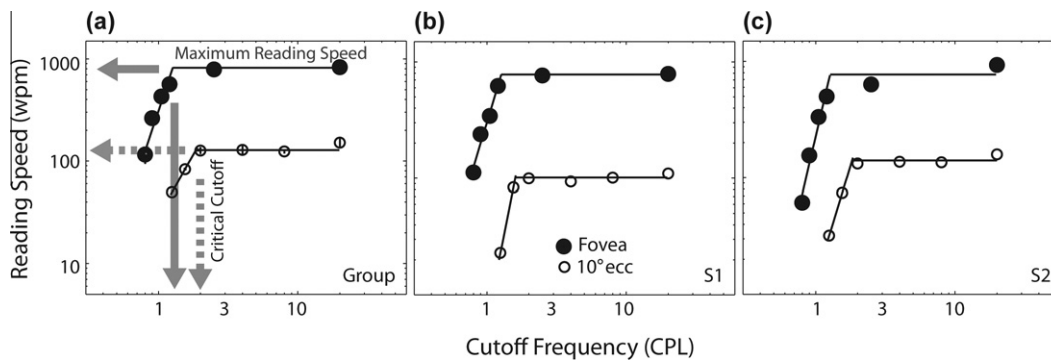 (a)
(b)
(c)
Reading Speed (wpm)
1000
100
10
Maximum Reading Speed
Critical Cutoff
Group
Fovea
10° ecc
S1
S2
1 3 10
1 3 10
1 3 10
Cutoff Frequency (CPL)